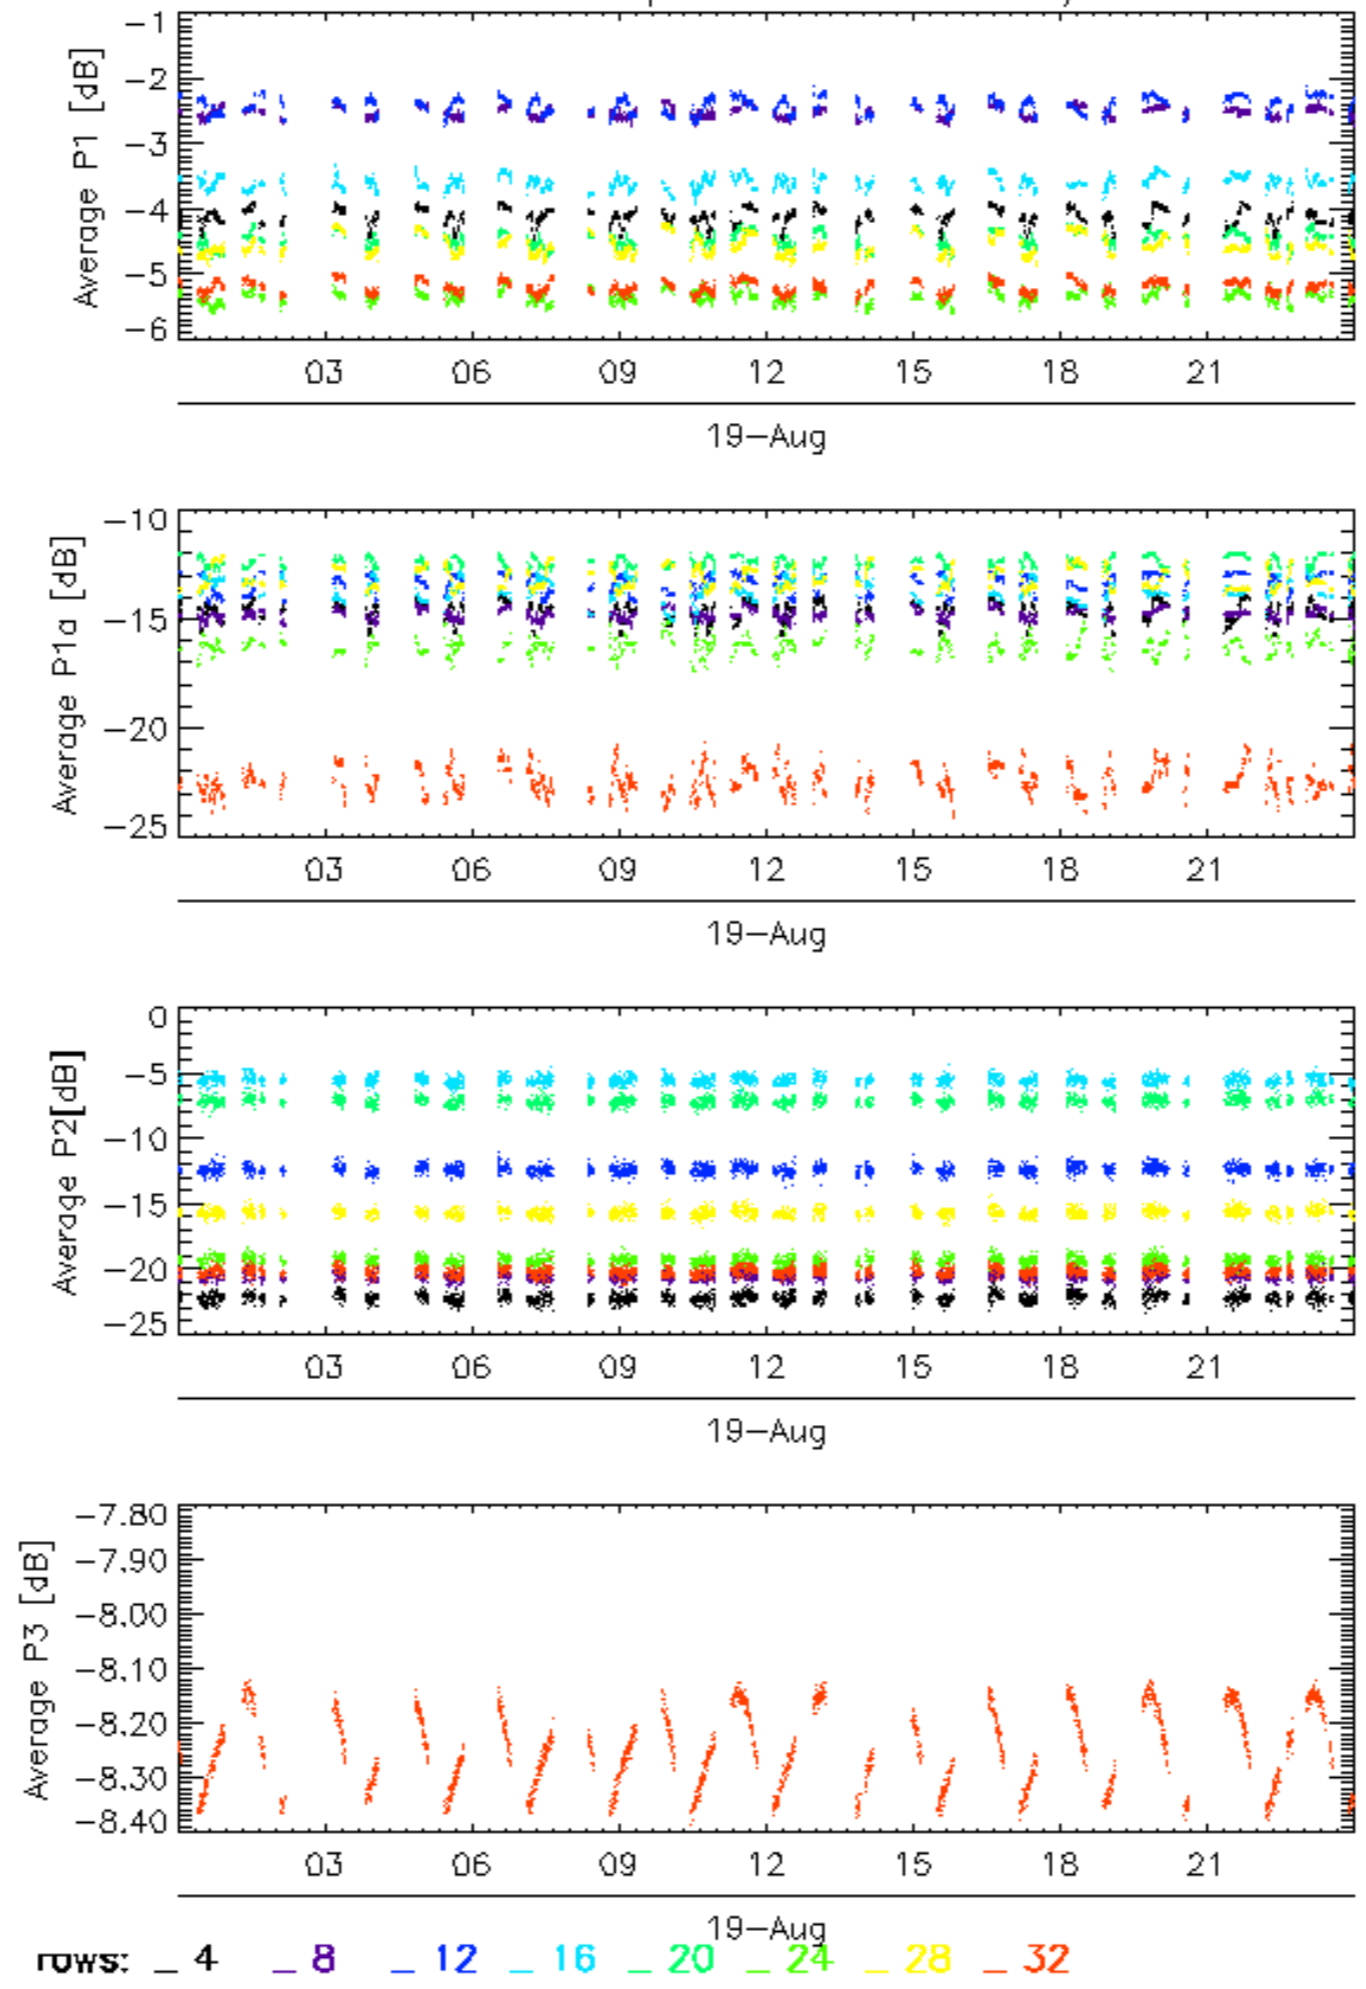 -1
-2
-3
-4
-5
-6
Average P1 [dB]
03 06 09 12 15 18 21
19-Aug
-10
-15
-20
-25
Average P1a [dB]
03 06 09 12 15 18 21
19-Aug
0
-5
-10
-15
-20
-25
Average P2[dB]
03 06 09 12 15 18 21
19-Aug
-7.80
-7.90
-8.00
-8.10
-8.20
-8.30
-8.40
Average P3 [dB]
03 06 09 12 15 18 21
19-Aug
rows: _ 4 _ 8 _ 12 _ 16 _ 20 _ 24 _ 28 _ 32